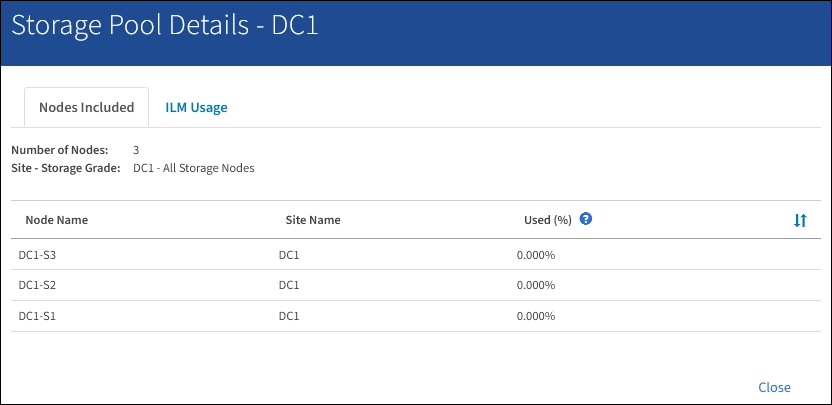 Storage Pool Details - DC1
Nodes Included ILM Usage
Number of Nodes: 3
Site - Storage Grade: DC1 - All Storage Nodes
Node Name Site Name Used (%) ?
DC1-S3 DC1 0.000%
DC1-S2 DC1 0.000%
DC1-S1 DC1 0.000%
Close